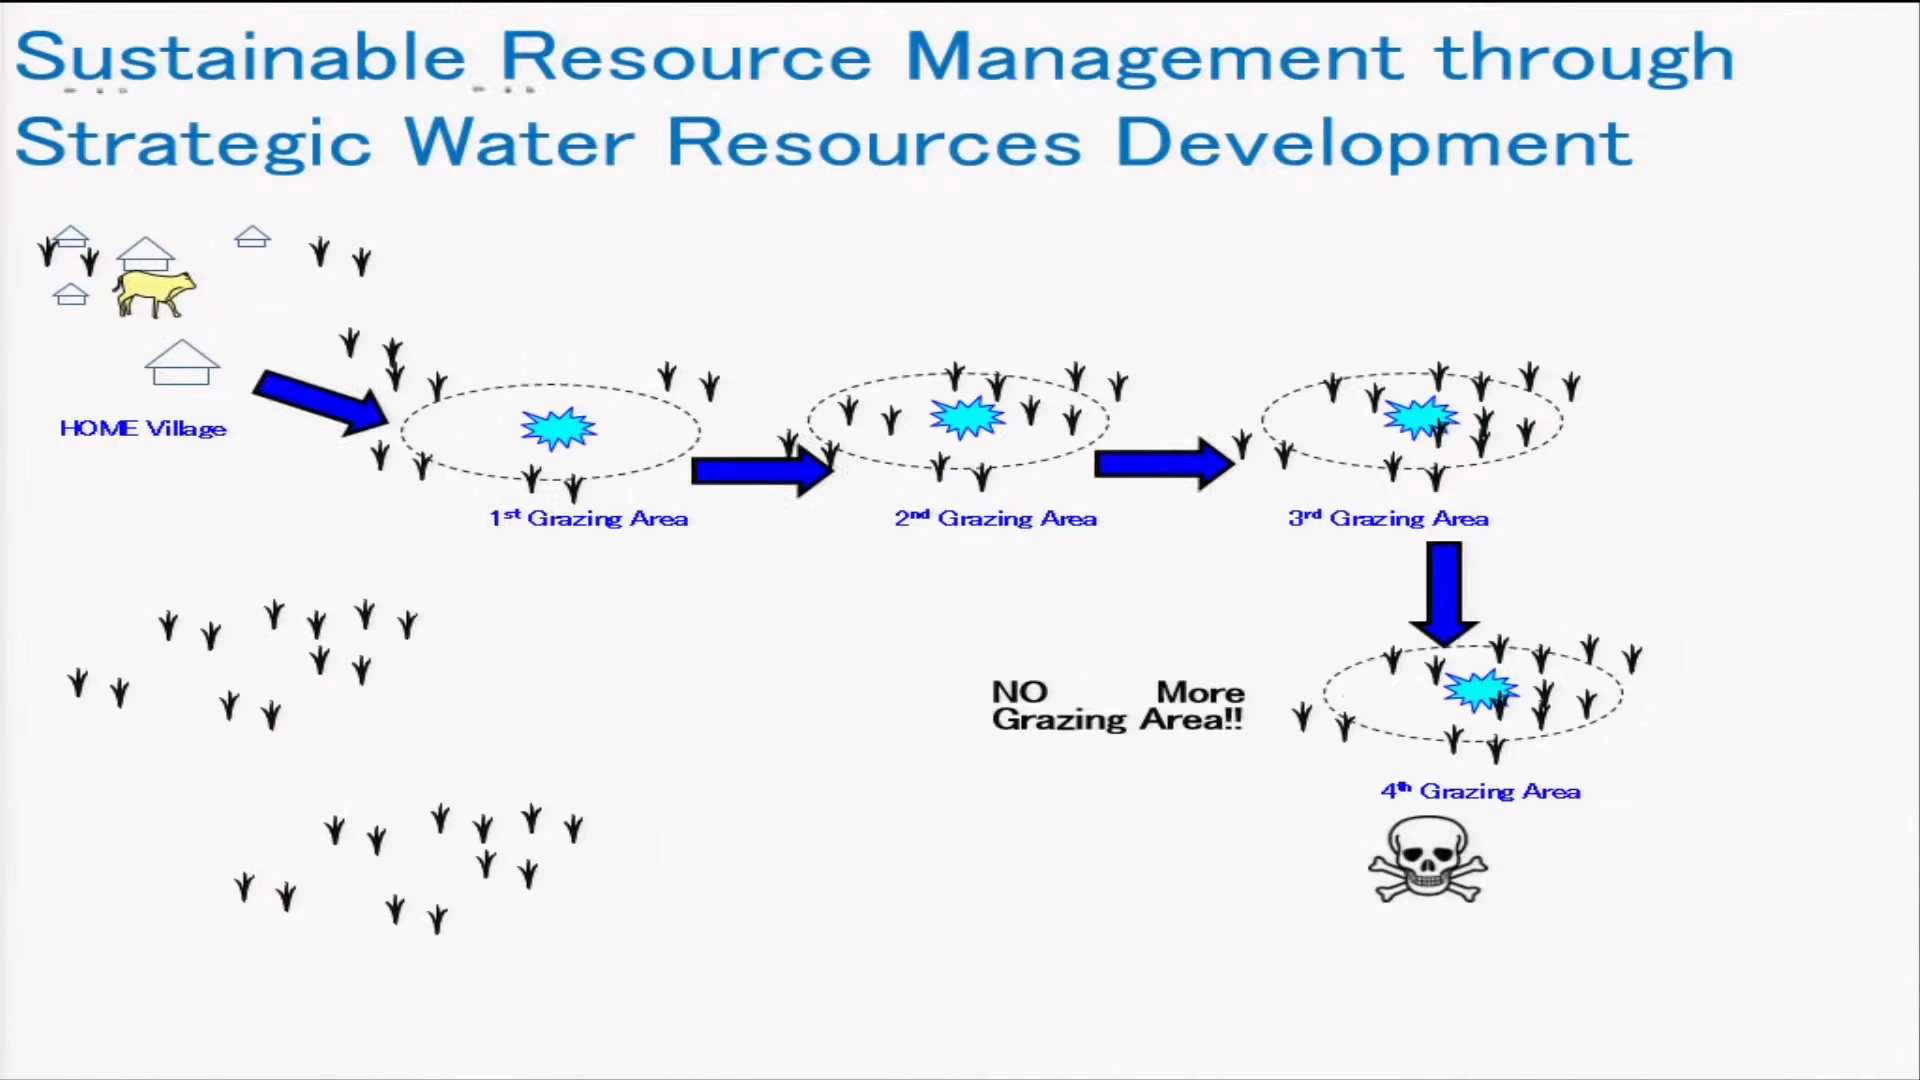 Sustainable Resource Management through
Strategic Water Resources Development
HOME Village
1st Grazing Area
2nd Grazing Area
3rd Grazing Area
NO More
Grazing Area!!
4th Grazing Area